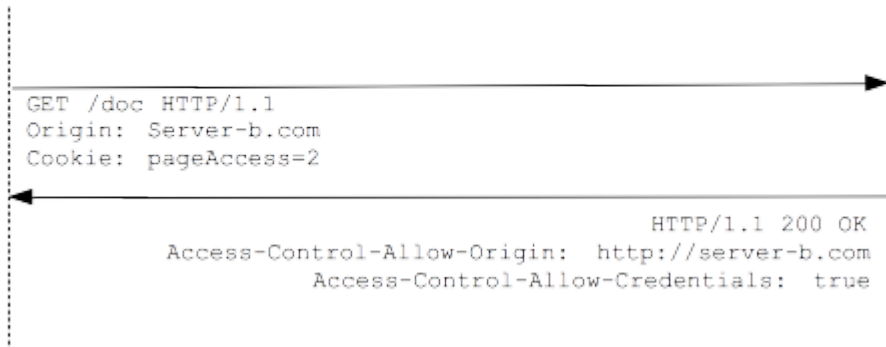 GET /doc HTTP/1.1
Origin: Server-b.com
Cookie: pageAccess=2
HTTP/1.1 200 OK
Access-Control-Allow-Origin: http://server-b.com
Access-Control-Allow-Credentials: true